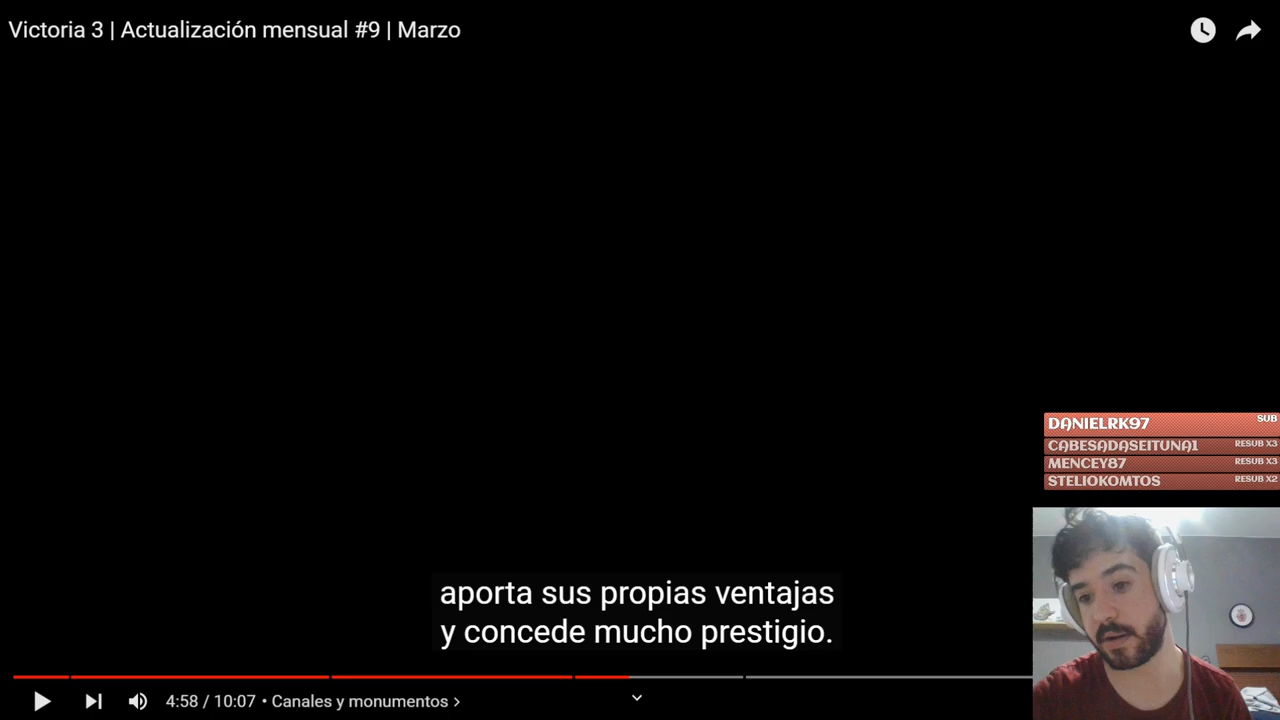 Victoria 3 | Actualización mensual #9 | Marzo
DANIELRK97 SUB
CABESADASEITUNA1 RESUB X3
MENCEY87 RESUB X3
STELIOKOMTOS RESUB X2
aporta sus propias ventajas
y concede mucho prestigio.
4:58 / 10:07 • Canales y monumentos >